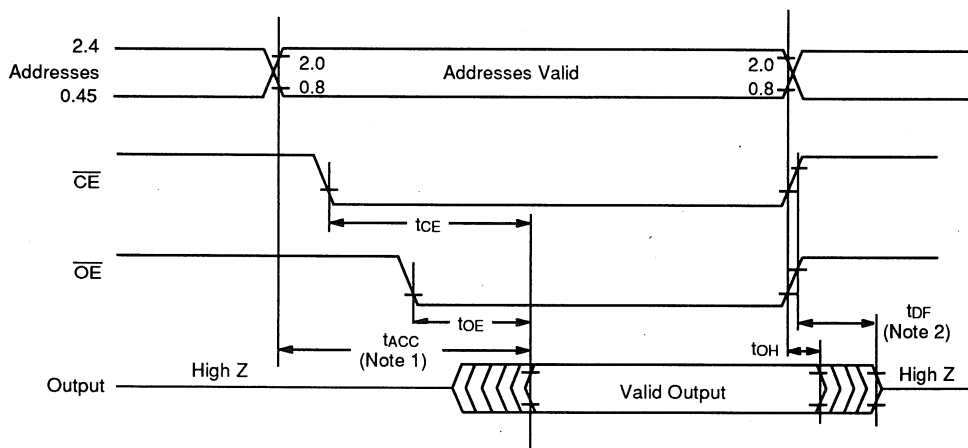 2.4
Addresses
0.45
2.0
0.8
Addresses Valid
2.0
0.8
CE
tCE
OE
tOE
tACC
(Note 1)
tDF
(Note 2)
tOH
Output
High Z
Valid Output
High Z